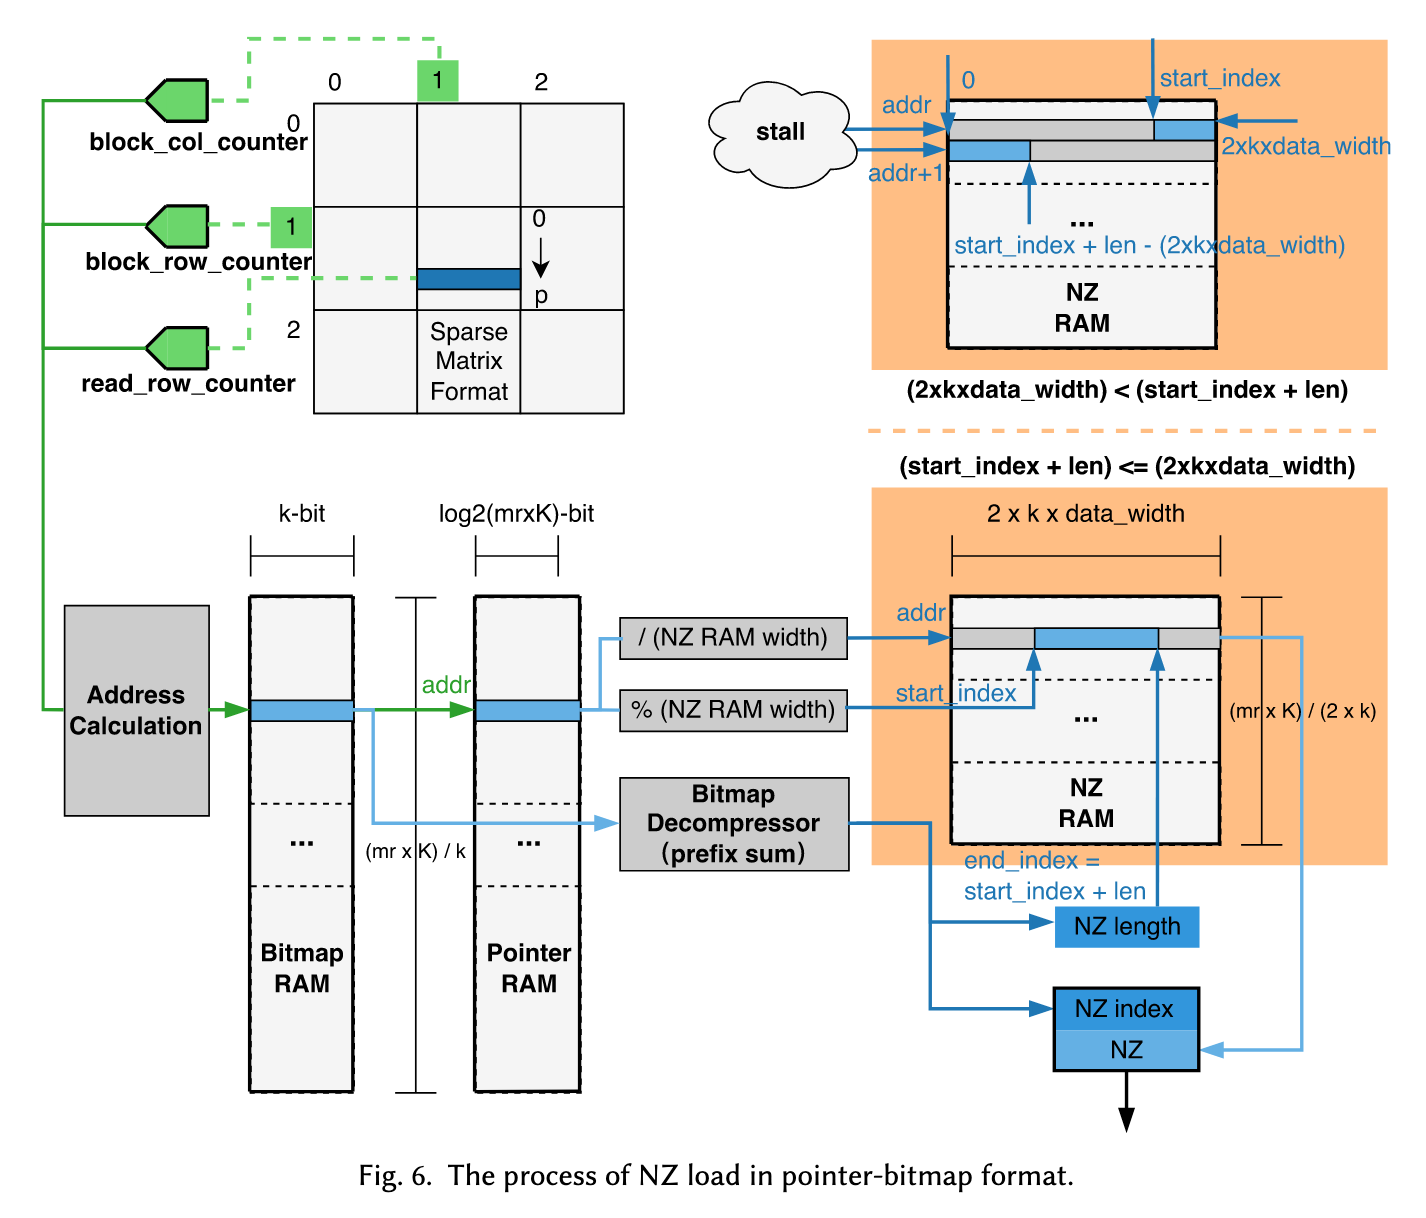 block_col_counter
block_row_counter
read_row_counter
0
1
2
0
1
2
0
p
Sparse
Matrix
Format
stall
addr
addr+1
0
start_index
2xkxdata_width
...
start_index + len - (2xkxdata_width)
NZ
RAM
(2xkxdata_width) < (start_index + len)
(start_index + len) <= (2xkxdata_width)
k-bit
log2(mrxK)-bit
2 x k x data_width
Address
Calculation
addr
...
(mr x K) / k
...
Bitmap
RAM
Pointer
RAM
/ (NZ RAM width)
% (NZ RAM width)
Bitmap
Decompressor
(prefix sum)
addr
start_index
...
(mr x K) / (2 x k)
NZ
RAM
end_index =
start_index + len
NZ length
NZ index
NZ
Fig. 6. The process of NZ load in pointer-bitmap format.